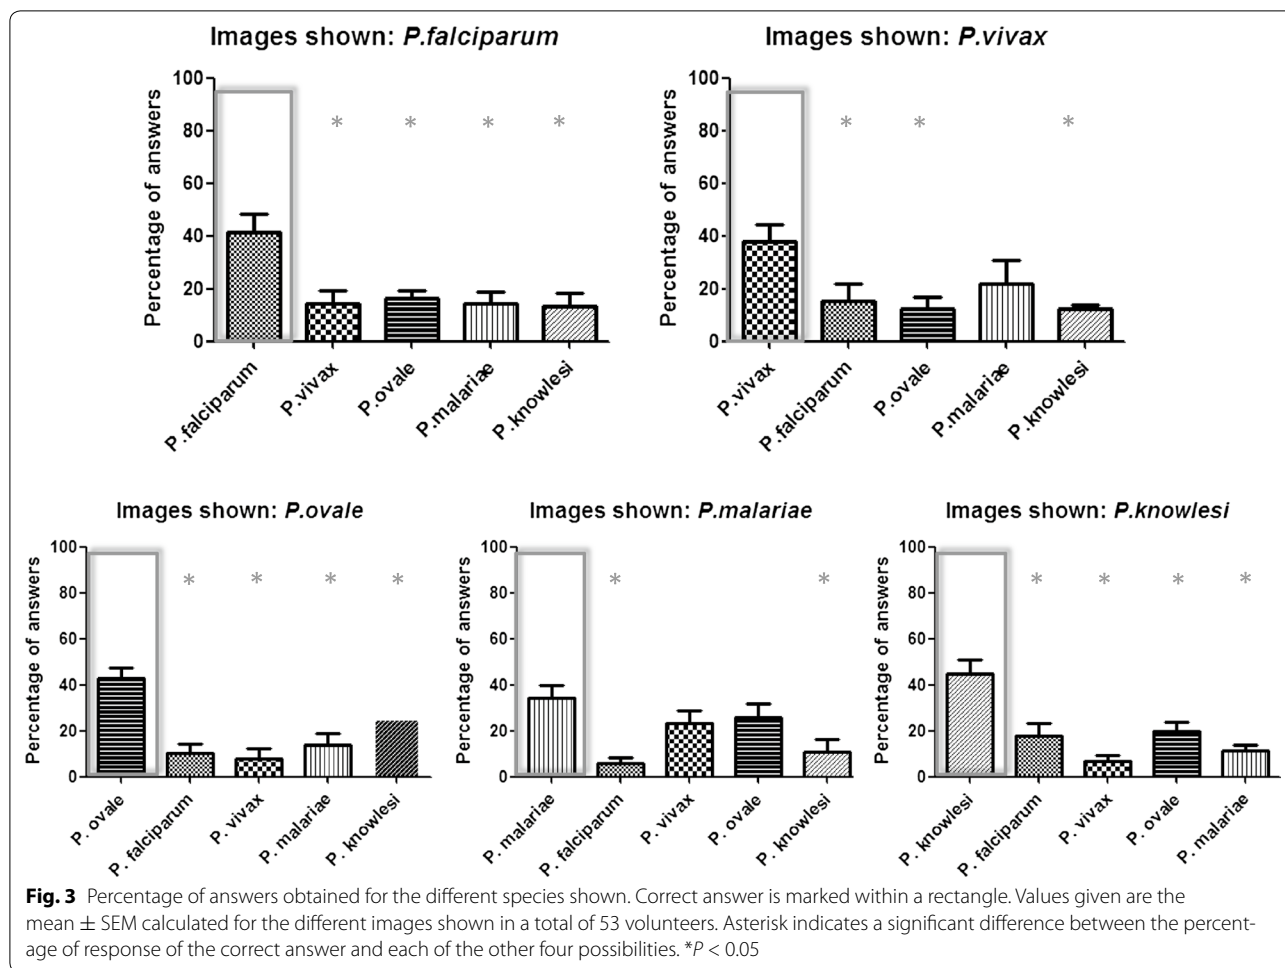 Images shown: P.falciparum
Percentage of answers
100
80
60
40
20
0
* * * *
P.falciparum
P.vivax
P.ovale
P.malariae
P.knowlesi
Images shown: P.vivax
Percentage of answers
100
80
60
40
20
0
* * *
P.vivax
P.falciparum
P.ovale
P.malariae
P.knowlesi
Images shown: P.ovale
Percentage of answers
100
80
60
40
20
0
* * * *
P. ovale
P. falciparum
P. vivax
P. malariae
P. knowlesi
Images shown: P.malariae
Percentage of answers
100
80
60
40
20
0
* *
P. malariae
P. falciparum
P. vivax
P. ovale
P. knowlesi
Images shown: P.knowlesi
Percentage of answers
100
80
60
40
20
0
* * * *
P. knowlesi
P. falciparum
P. vivax
P. ovale
P. malariae
Fig. 3 Percentage of answers obtained for the different species shown. Correct answer is marked within a rectangle. Values given are the
mean ± SEM calculated for the different images shown in a total of 53 volunteers. Asterisk indicates a significant difference between the percent-
age of response of the correct answer and each of the other four possibilities. *P < 0.05